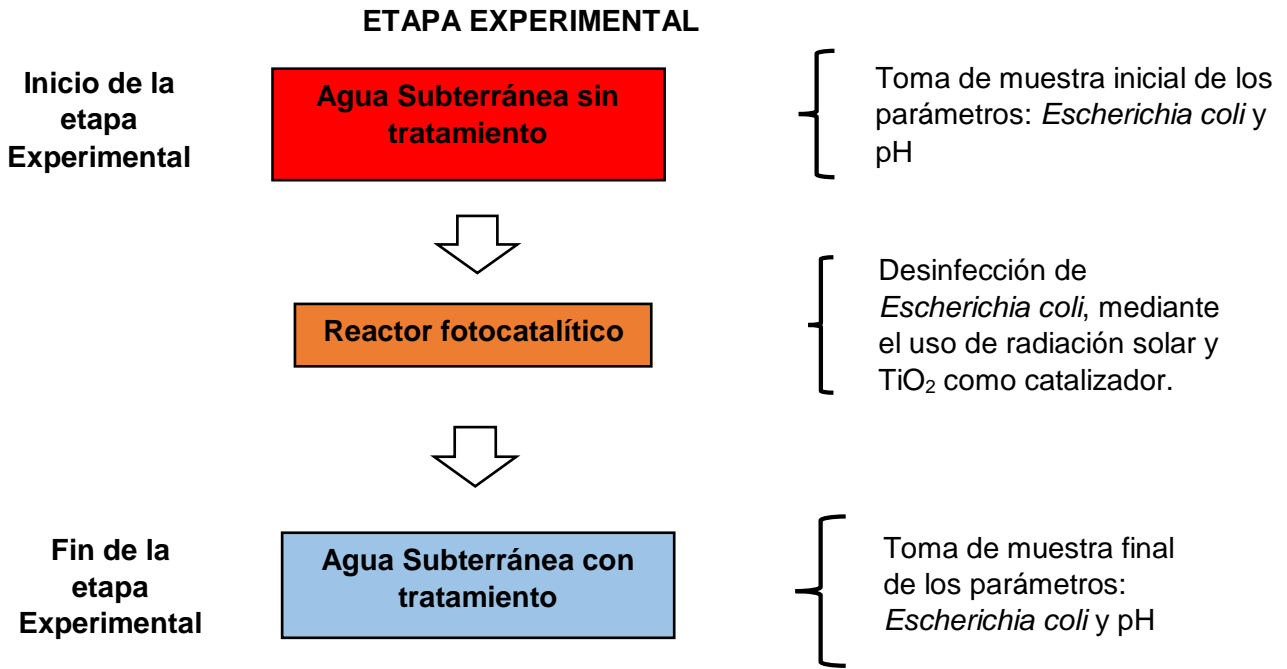 ETAPA EXPERIMENTAL
Inicio de la
etapa
Experimental
Agua Subterránea sin
tratamiento
Toma de muestra inicial de los
parámetros: Escherichia coli y
pH
Reactor fotocatalítico
Desinfección de
Escherichia coli, mediante
el uso de radiación solar y
TiO₂ como catalizador.
Fin de la
etapa
Experimental
Agua Subterránea con
tratamiento
Toma de muestra final
de los parámetros:
Escherichia coli y pH